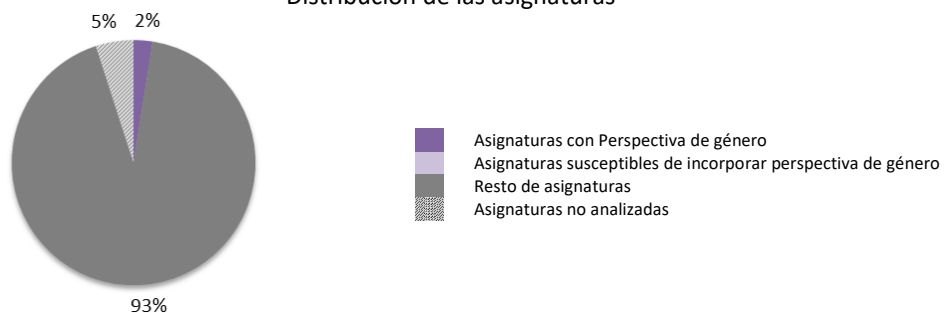 Distribución de las asignaturas
5% 2%
Asignaturas con Perspectiva de género
Asignaturas susceptibles de incorporar perspectiva de género
Resto de asignaturas
Asignaturas no analizadas
93%